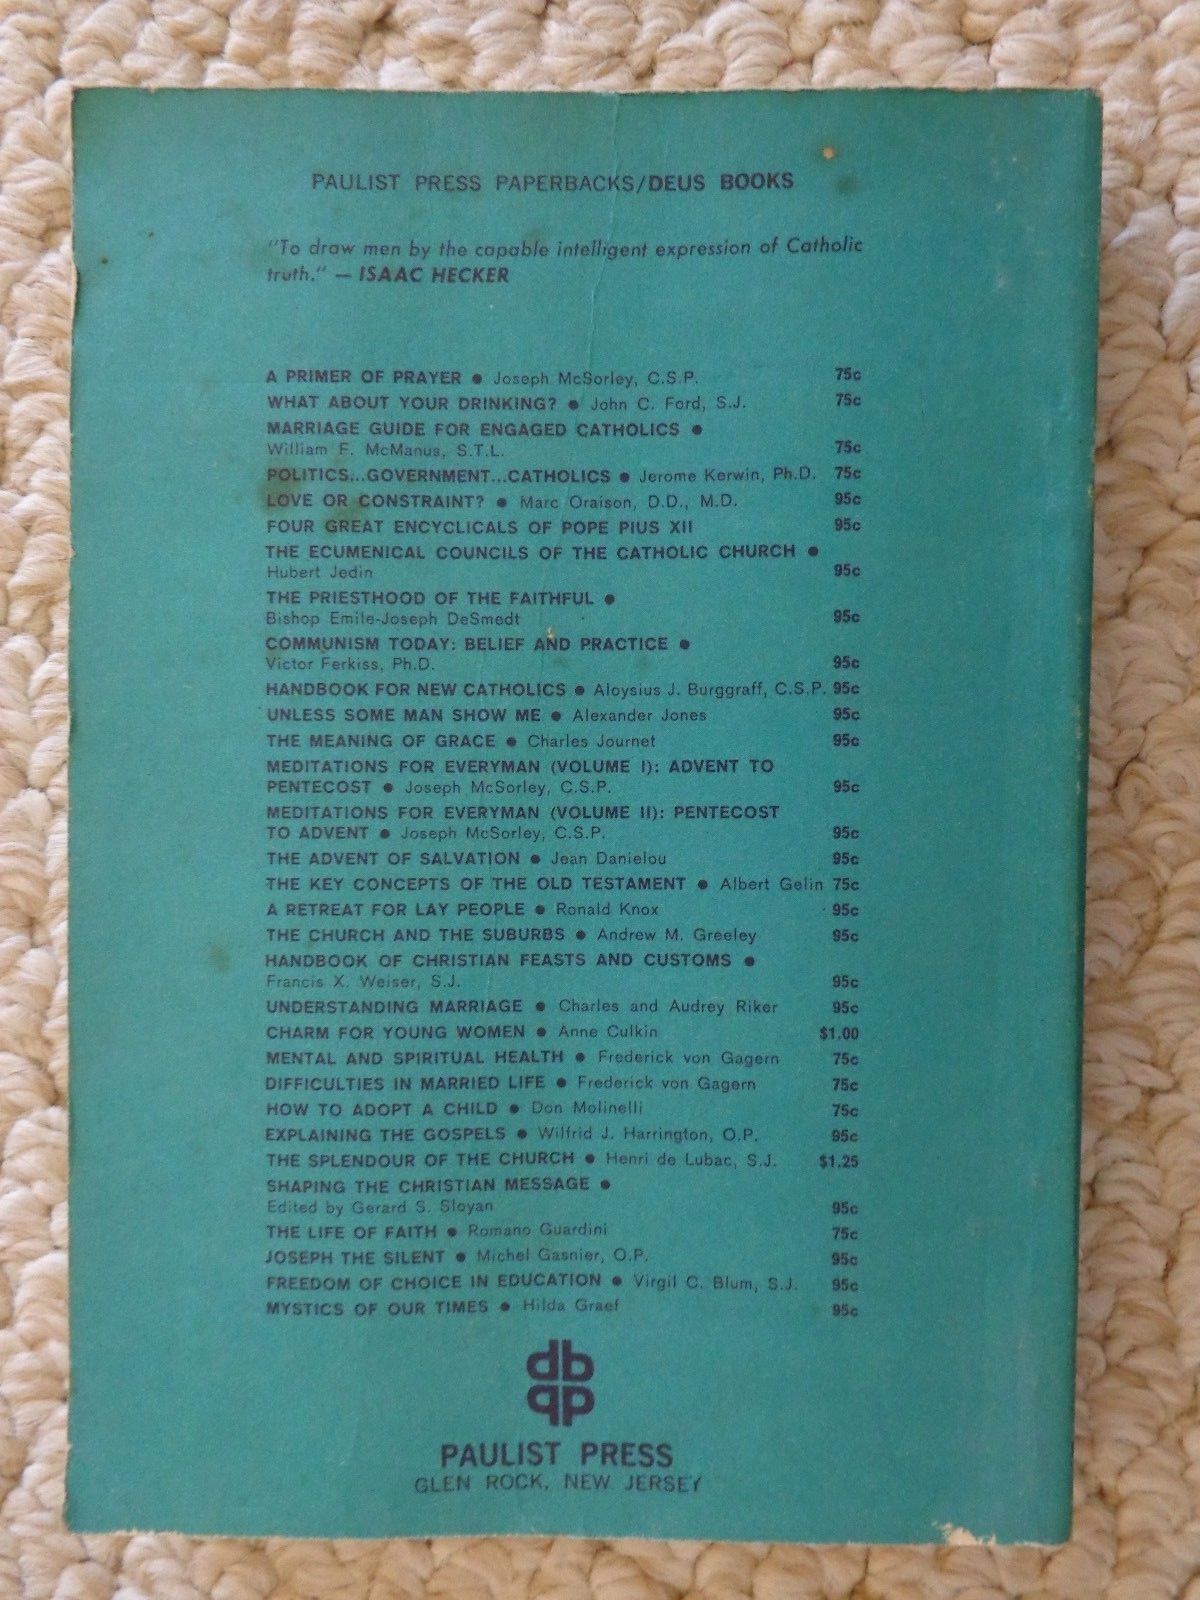 PAULIST PRESS PAPERBACKS/DEUS BOOKS
"To draw men by the capable intelligent expression of Catholic
truth." — ISAAC HECKER
A PRIMER OF PRAYER ● Joseph McSorley, C.S.P. 75c
WHAT ABOUT YOUR DRINKING? ● John C. Ford, S.J. 75c
MARRIAGE GUIDE FOR ENGAGED CATHOLICS ●
William F. McManus, S.T.L. 75c
POLITICS...GOVERNMENT...CATHOLICS ● Jerome Kerwin, Ph.D. 75c
LOVE OR CONSTRAINT? ● Marc Oraison, D.D., M.D. 95c
FOUR GREAT ENCYCLICALS OF POPE PIUS XII 95c
THE ECUMENICAL COUNCILS OF THE CATHOLIC CHURCH ●
Hubert Jedin 95c
THE PRIESTHOOD OF THE FAITHFUL ●
Bishop Emile-Joseph DeSmedt 95c
COMMUNISM TODAY: BELIEF AND PRACTICE ●
Victor Ferkiss, Ph.D. 95c
HANDBOOK FOR NEW CATHOLICS ● Aloysius J. Burggraff, C.S.P. 95c
UNLESS SOME MAN SHOW ME ● Alexander Jones 95c
THE MEANING OF GRACE ● Charles Journet 95c
MEDITATIONS FOR EVERYMAN (VOLUME I): ADVENT TO
PENTECOST ● Joseph McSorley, C.S.P. 95c
MEDITATIONS FOR EVERYMAN (VOLUME II): PENTECOST
TO ADVENT ● Joseph McSorley, C.S.P. 95c
THE ADVENT OF SALVATION ● Jean Danielou 95c
THE KEY CONCEPTS OF THE OLD TESTAMENT ● Albert Gelin 75c
A RETREAT FOR LAY PEOPLE ● Ronald Knox 95c
THE CHURCH AND THE SUBURBS ● Andrew M. Greeley 95c
HANDBOOK OF CHRISTIAN FEASTS AND CUSTOMS ●
Francis X. Weiser, S.J. 95c
UNDERSTANDING MARRIAGE ● Charles and Audrey Riker 95c
CHARM FOR YOUNG WOMEN ● Anne Culkin $1.00
MENTAL AND SPIRITUAL HEALTH ● Frederick von Gagern 75c
DIFFICULTIES IN MARRIED LIFE ● Frederick von Gagern 75c
HOW TO ADOPT A CHILD ● Don Molinelli 75c
EXPLAINING THE GOSPELS ● Wilfrid J. Harrington, O.P. 95c
THE SPLENDOUR OF THE CHURCH ● Henri de Lubac, S.J. $1.25
SHAPING THE CHRISTIAN MESSAGE ●
Edited by Gerard S. Sloyan 95c
THE LIFE OF FAITH ● Romano Guardini 75c
JOSEPH THE SILENT ● Michel Gasnier, O.P. 95c
FREEDOM OF CHOICE IN EDUCATION ● Virgil C. Blum, S.J. 95c
MYSTICS OF OUR TIMES ● Hilda Graef 95c
db
qp
PAULIST PRESS
GLEN ROCK, NEW JERSEY